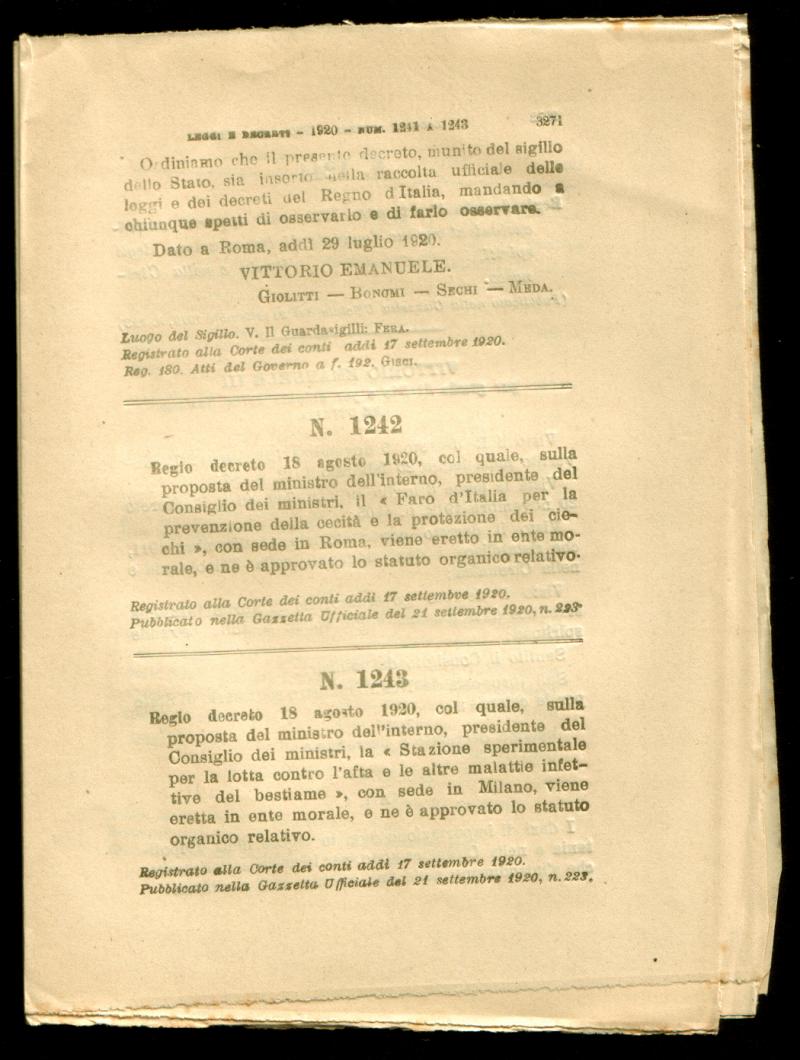 LEGGI E DECRETI - 1920 - NUM. 1241 A 1243 3271
Ordiniamo che il presente decreto, munito del sigillo
dello Stato, sia inserto nella raccolta ufficiale delle
leggi e dei decreti del Regno d'Italia, mandando a
chiunque spetti di osservarlo e di farlo osservare.
Dato a Roma, addì 29 luglio 1920.
VITTORIO EMANUELE.
GIOLITTI — BONOMI — SECHI — MEDA.
Luogo del Sigillo. V. Il Guardasigilli: FERA.
Registrato alla Corte dei conti addì 17 settembre 1920.
Reg. 180. Atti del Governo a f. 192. GISCI.
N. 1242
Regio decreto 18 agosto 1920, col quale, sulla
proposta del ministro dell'interno, presidente del
Consiglio dei ministri, il « Faro d'Italia per la
prevenzione della cecità e la protezione dei cie-
chi », con sede in Roma, viene eretto in ente mo-
rale, e ne è approvato lo statuto organico relativo.
Registrato alla Corte dei conti addì 17 settembre 1920.
Pubblicato nella Gazzetta Ufficiale del 21 settembre 1920, n. 223.
N. 1243
Regio decreto 18 agosto 1920, col quale, sulla
proposta del ministro del''interno, presidente del
Consiglio dei ministri, la « Stazione sperimentale
per la lotta contro l'afta e le altre malattie infet-
tive del bestiame », con sede in Milano, viene
eretta in ente morale, e ne è approvato lo statuto
organico relativo.
Registrato alla Corte dei conti addì 17 settembre 1920.
Pubblicato nella Gazzetta Ufficiale del 21 settembre 1920, n. 223.